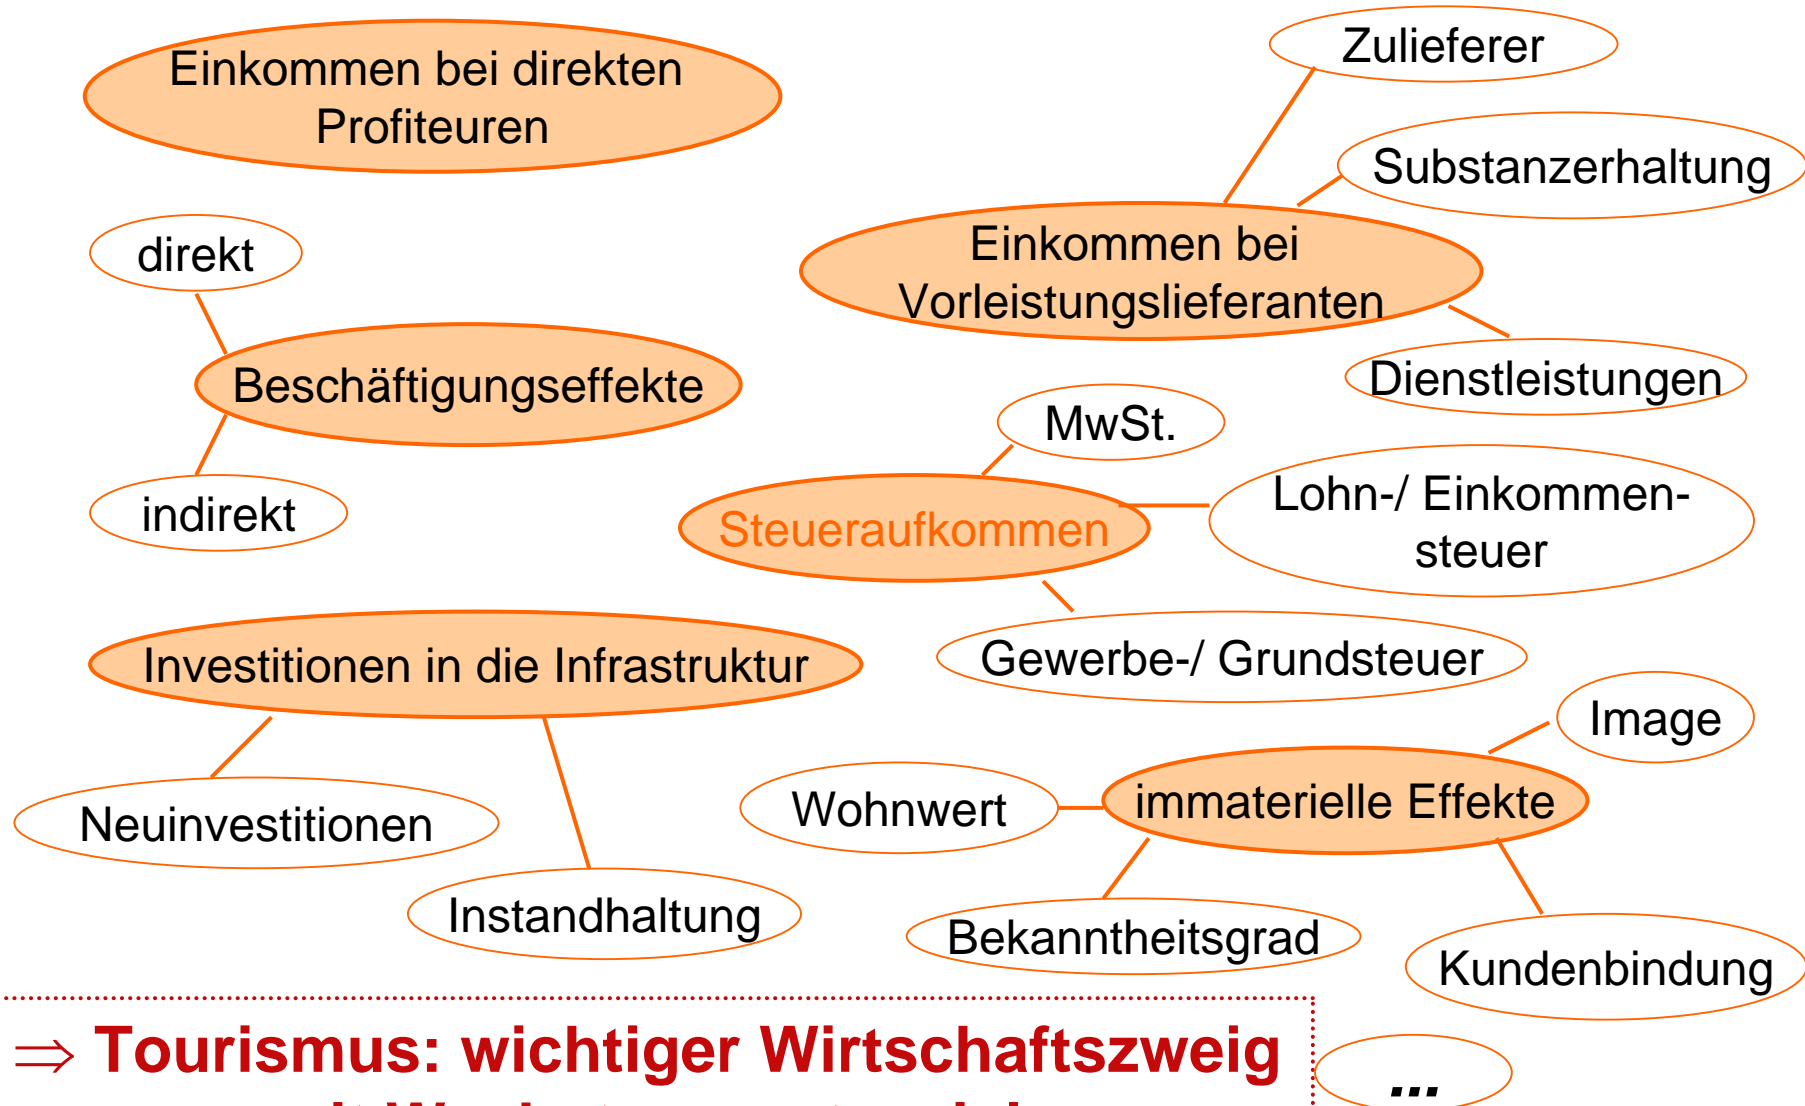 Einkommen bei direkten
Profiteuren
Zulieferer
Substanzerhaltung
Einkommen bei
Vorleistungslieferanten
Dienstleistungen
direkt
Beschäftigungseffekte
indirekt
MwSt.
Steueraufkommen
Lohn-/ Einkommen-
steuer
Gewerbe-/ Grundsteuer
Investitionen in die Infrastruktur
Neuinvestitionen
Instandhaltung
Image
immaterielle Effekte
Wohnwert
Bekanntheitsgrad
Kundenbindung
⇒ Tourismus: wichtiger Wirtschaftszweig
...